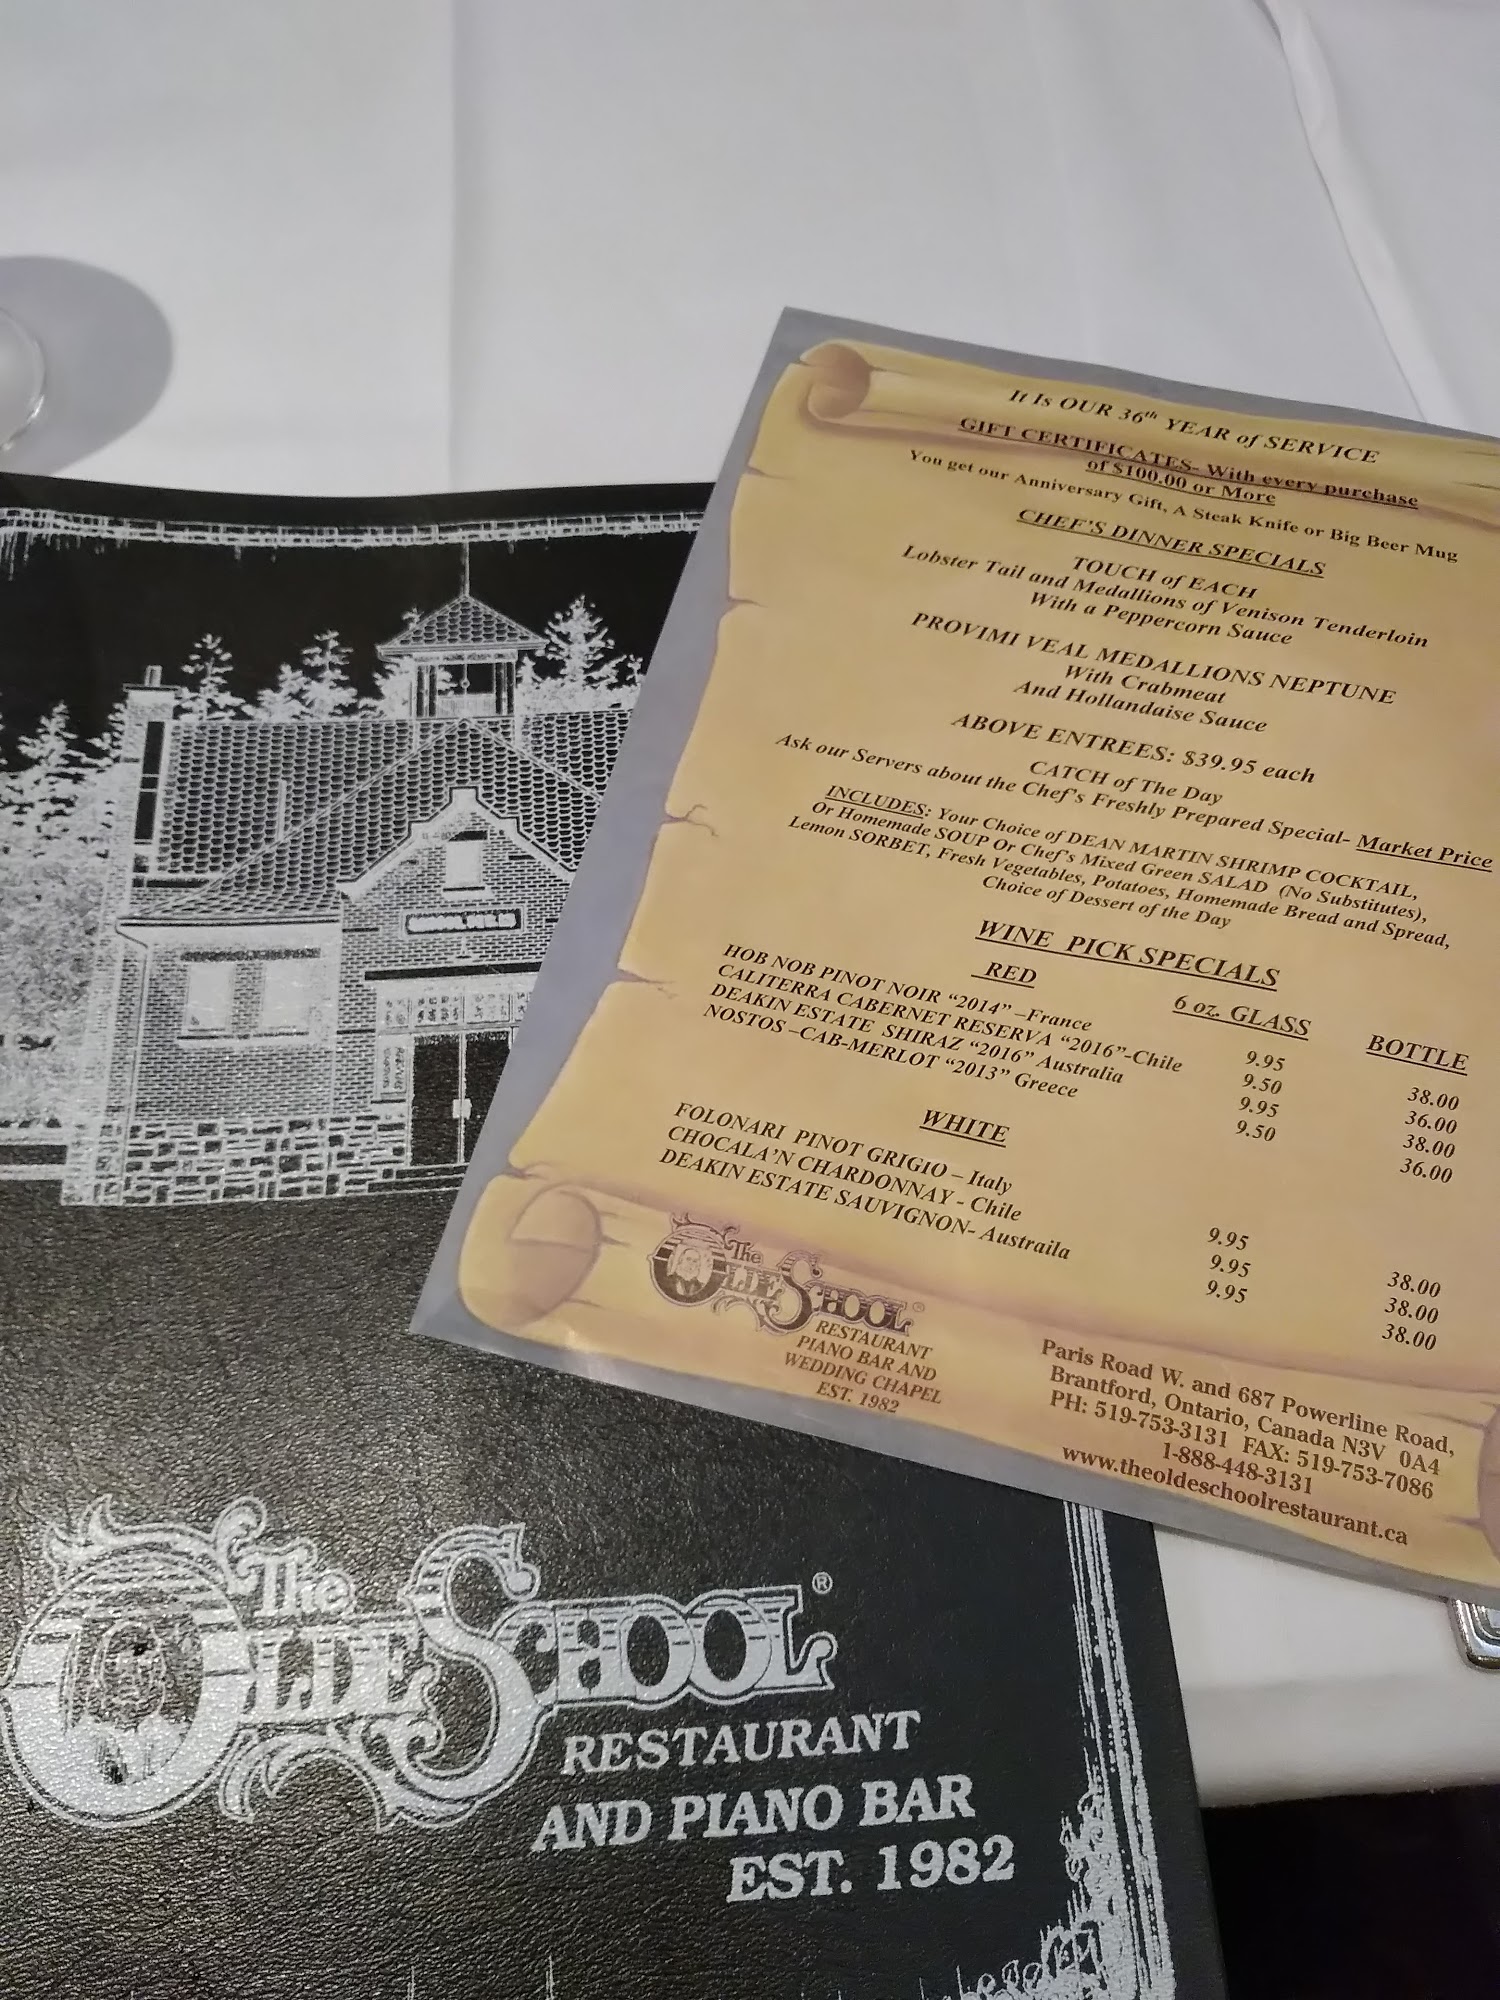 It Is OUR 36th YEAR of SERVICE
GIFT CERTIFICATES- With every purchase
of $100.00 or More
You get our Anniversary Gift, A Steak Knife or Big Beer Mug
CHEF'S DINNER SPECIALS
TOUCH of EACH
Lobster Tail and Medallions of Venison Tenderloin
With a Peppercorn Sauce
PROVIMI VEAL MEDALLIONS NEPTUNE
With Crabmeat
And Hollandaise Sauce
ABOVE ENTREES: $39.95 each
CATCH of The Day
Ask our Servers about the Chef's Freshly Prepared Special- Market Price
INCLUDES: Your Choice of DEAN MARTIN SHRIMP COCKTAIL,
Or Homemade SOUP Or Chef's Mixed Green SALAD (No Substitutes),
Lemon SORBET, Fresh Vegetables, Potatoes, Homemade Bread and Spread,
Choice of Dessert of the Day
WINE PICK SPECIALS
RED 6 oz. GLASS BOTTLE
HOB NOB PINOT NOIR “2014” –France 9.95 38.00
CALITERRA CABERNET RESERVA “2016”-Chile 9.50 36.00
DEAKIN ESTATE SHIRAZ “2016” Australia 9.95 38.00
NOSTOS –CAB-MERLOT “2013” Greece 9.50 36.00
WHITE
FOLONARI PINOT GRIGIO – Italy 9.95 38.00
CHOCALA'N CHARDONNAY - Chile 9.95 38.00
DEAKIN ESTATE SAUVIGNON- Austraila 9.95 38.00
The
OLDE SCHOOL®
RESTAURANT
PIANO BAR AND
WEDDING CHAPEL
EST. 1982
Paris Road W. and 687 Powerline Road,
Brantford, Ontario, Canada N3V 0A4
PH: 519-753-3131 FAX: 519-753-7086
1-888-448-3131
www.theoldeschoolrestaurant.ca
The
OLDE SCHOOL®
RESTAURANT
AND PIANO BAR
EST. 1982